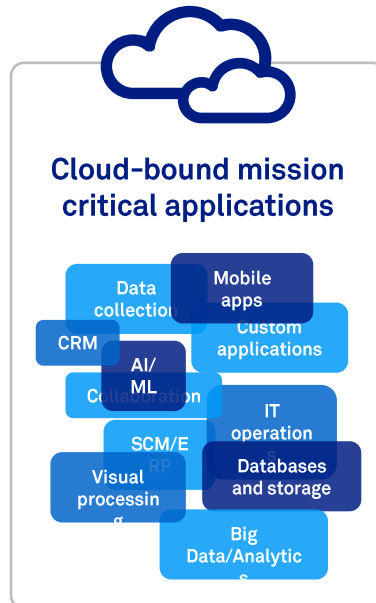 Cloud-bound mission
critical applications
Data
collection
Mobile
apps
Custom
applications
CRM
AI/
ML
Collaboration
IT
operation
s
SCM/E
RP
Databases
and storage
Visual
processin
g
Big
Data/Analytic
s